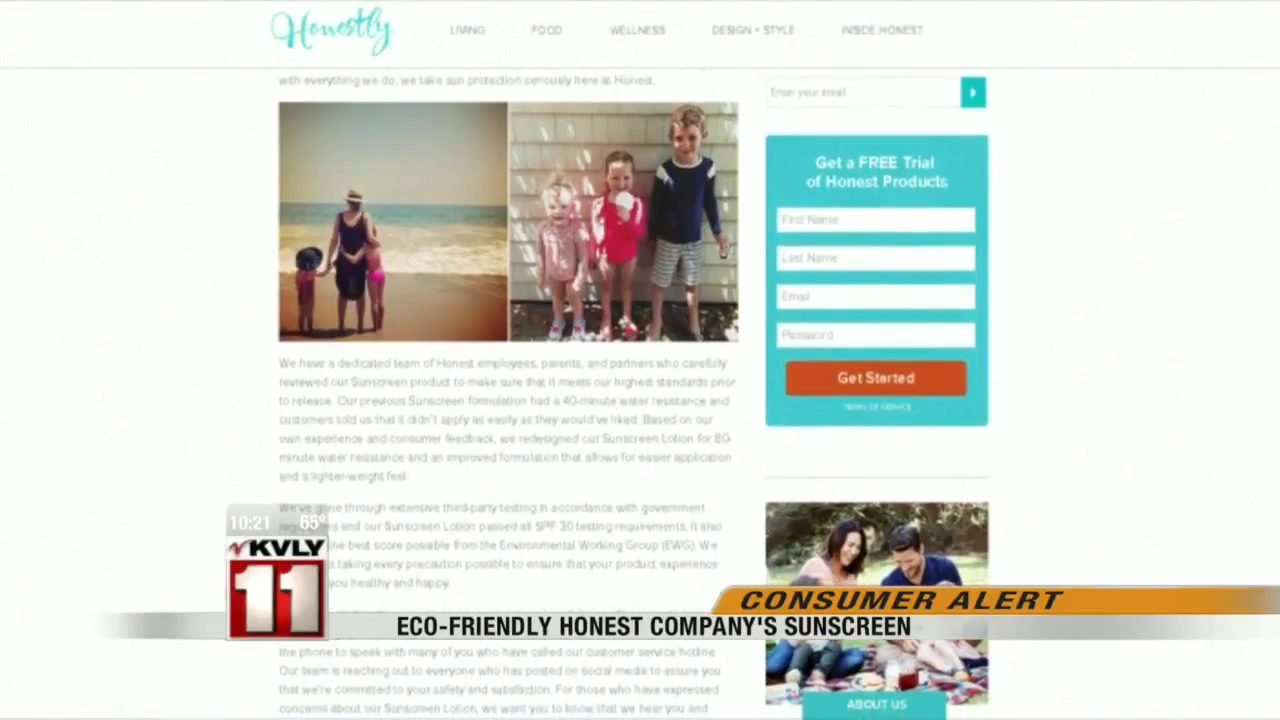 Honestly
LIVING FOOD WELLNESS DESIGN + STYLE INSIDE HONEST
with everything we do, we take sun protection seriously here at Honest.
Enter your email
Get a FREE Trial
of Honest Products
First Name
Last Name
Email
Password
Get Started
TERMS OF SERVICE
We have a dedicated team of Honest employees, parents, and partners who carefully
reviewed our Sunscreen product to make sure that it meets our highest standards prior
to release. Our previous Sunscreen formulation had a 40-minute water resistance and
customers told us that it didn't apply as easily as they would've liked. Based on our
own experience and consumer feedback, we redesigned our Sunscreen Lotion for 80-
minute water resistance and an improved formulation that allows for easier application
and a lighter-weight feel.
We've gone through extensive third-party testing in accordance with government
and our Sunscreen Lotion passed all SPF 30 testing requirements. It also
the best score possible from the Environmental Working Group (EWG). We
taking every precaution possible to ensure that your product experience
you healthy and happy.
10:21 65°
KVLY
11
CONSUMER ALERT
ECO-FRIENDLY HONEST COMPANY'S SUNSCREEN
the phone to speak with many of you who have called our customer service hotline.
Our team is reaching out to everyone who has posted on social media to assure you
that we're committed to your safety and satisfaction. For those who have expressed
concerns about our Sunscreen Lotion, we want you to know that we hear you and
ABOUT US